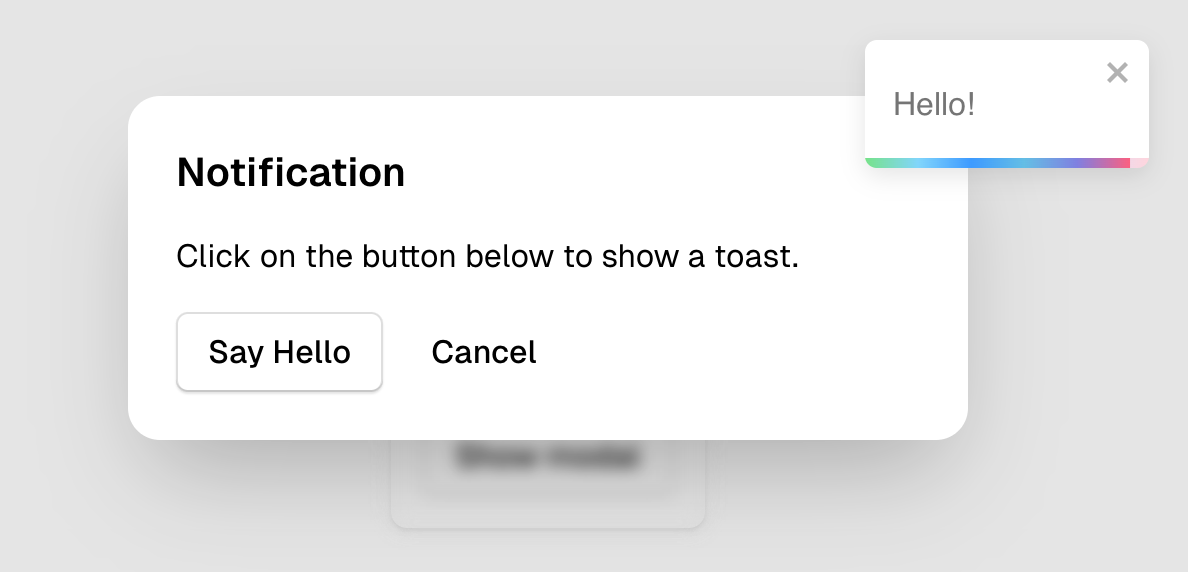 Hello!
Notification
Click on the button below to show a toast.
Say Hello
Cancel
Show modal